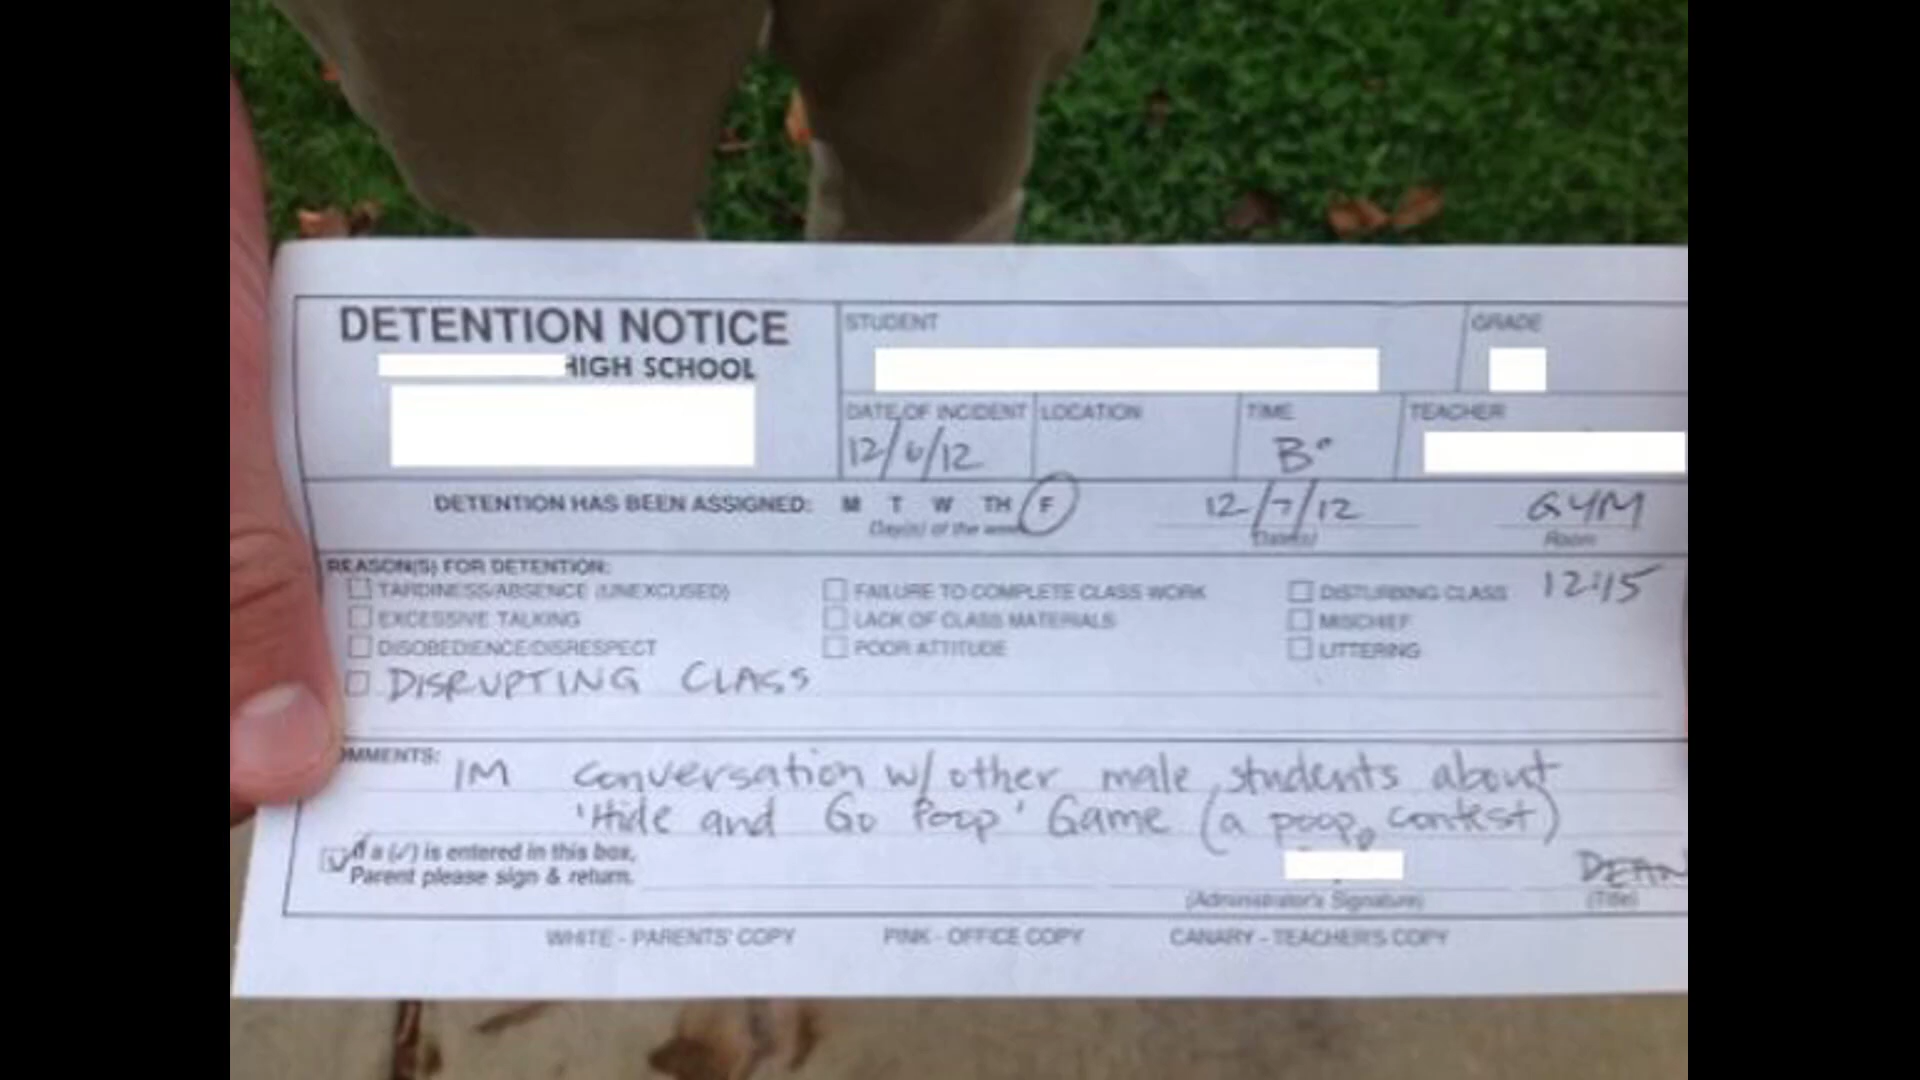 DETENTION NOTICE
HIGH SCHOOL
STUDENT
GRADE
DATE OF INCIDENT
12/6/12
LOCATION
TIME
B°
TEACHER
DETENTION HAS BEEN ASSIGNED: M T W TH F 12/7/12 GYM
Day(s) of the week Date(s) Room
REASON(S) FOR DETENTION:
12:15
TARDINESS/ABSENCE (UNEXCUSED) FAILURE TO COMPLETE CLASS WORK DISTURBING CLASS
EXCESSIVE TALKING LACK OF CLASS MATERIALS MISCHIEF
DISOBEDIENCE/DISRESPECT POOR ATTITUDE LITTERING
DISRUPTING CLASS
OMMENTS: IM Conversation w/ other male students about
'Hide and Go Poop' Game (a poop contest)
If a (✓) is entered in this box,
Parent please sign & return.
DEAN
(Administrator's Signature) (Title)
WHITE - PARENTS' COPY PINK - OFFICE COPY CANARY - TEACHER'S COPY